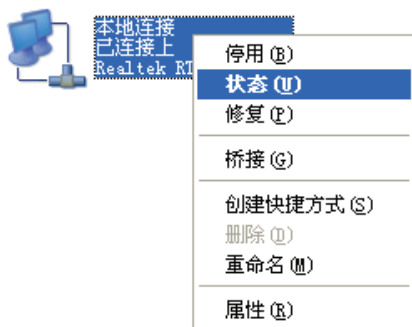 本地连接
已连接上
Realtek RT
停用(B)
状态(U)
修复(P)
桥接(G)
创建快捷方式(S)
删除(D)
重命名(M)
属性(R)